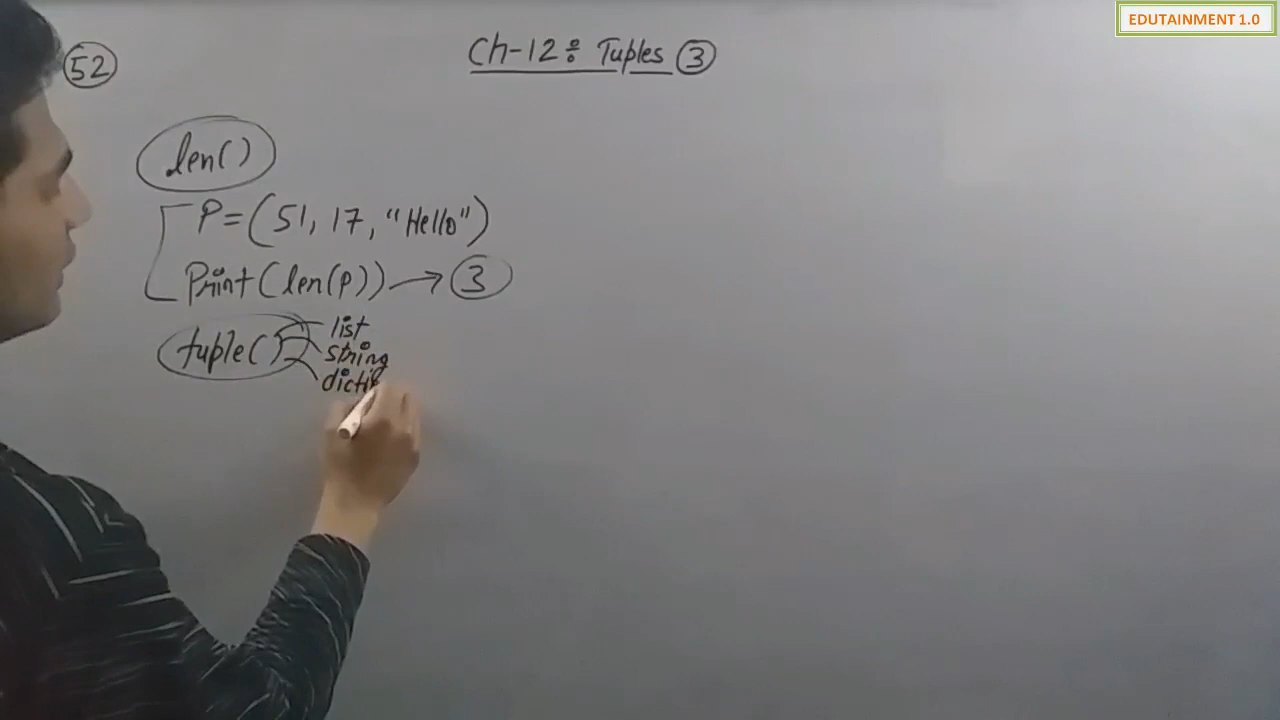 EDUTAINMENT 1.0
52
Ch-12: Tuples 3
len()
P=(51, 17, "Hello")
Print(len(P)) → 3
tuple()
list
string